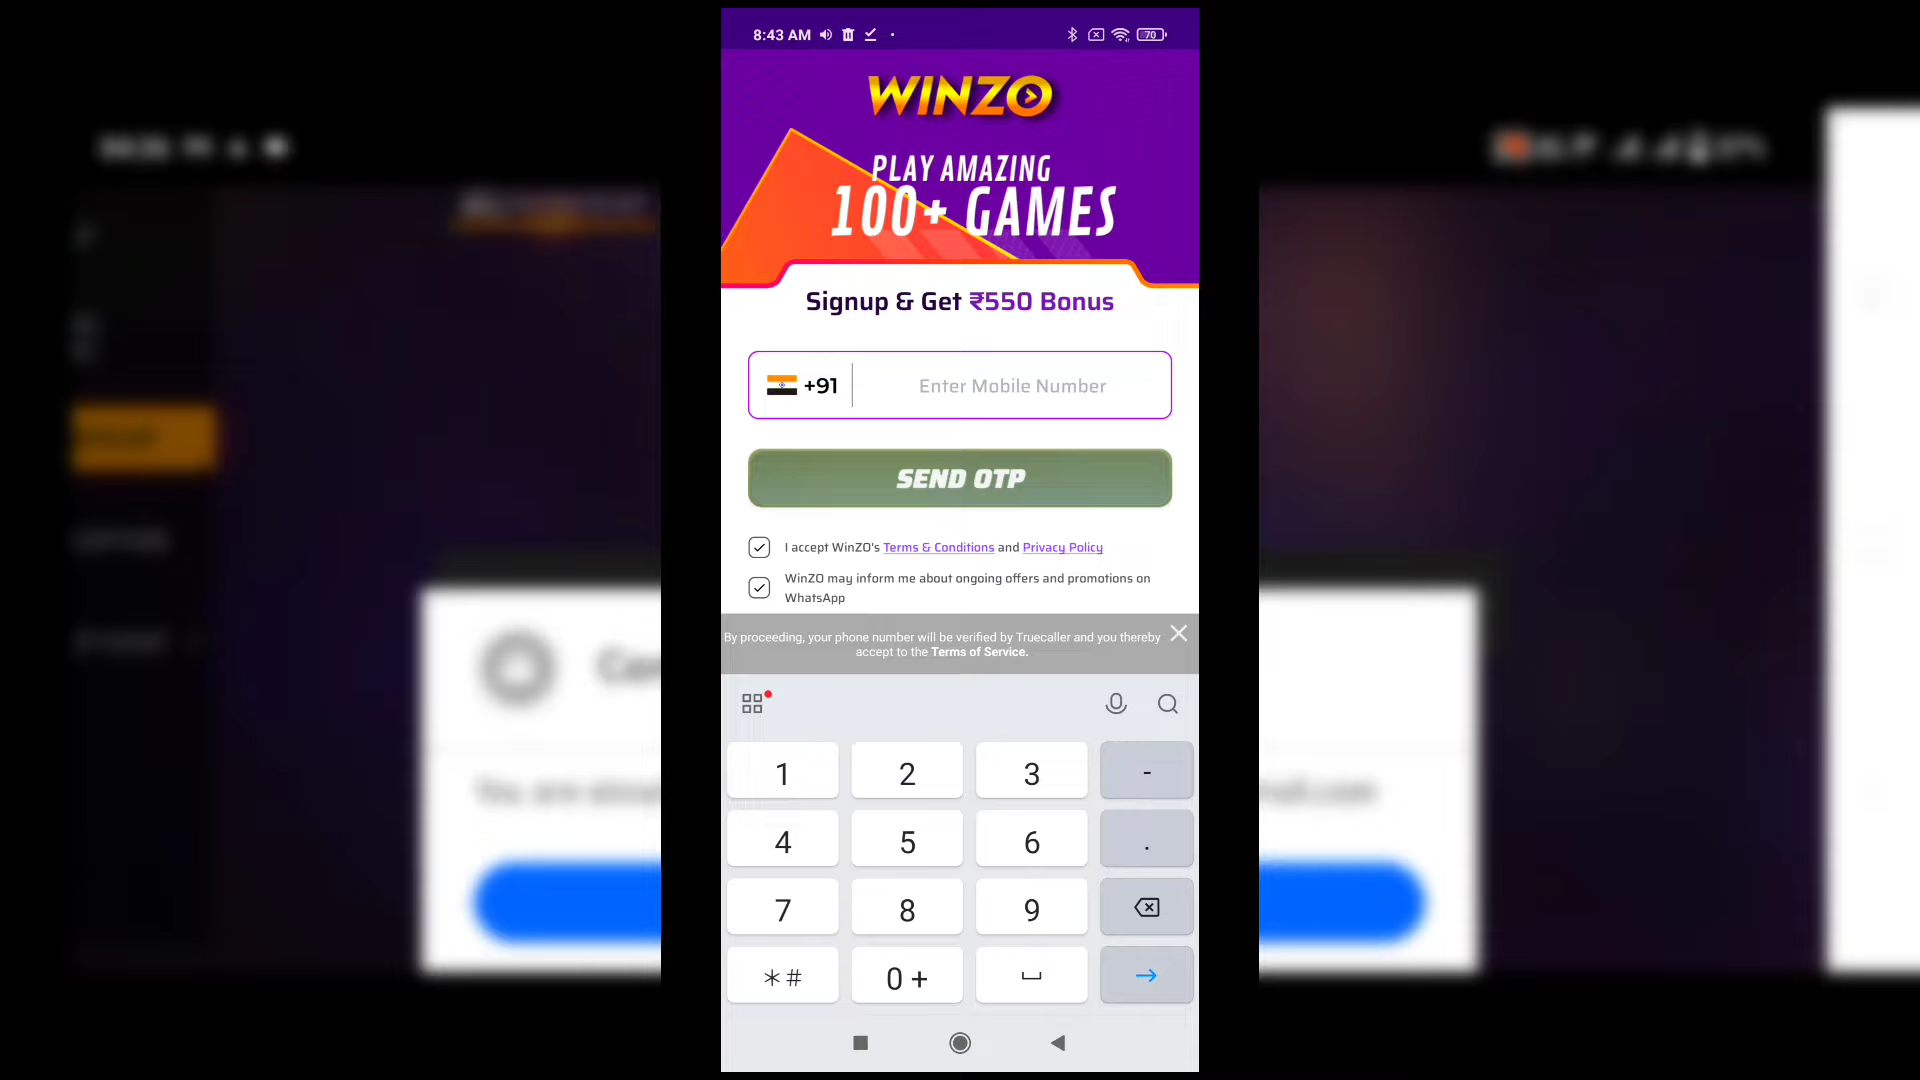 8:43 AM
70
WINZO
PLAY AMAZING
100+ GAMES
Signup & Get ₹550 Bonus
+91 Enter Mobile Number
SEND OTP
I accept WinZO's Terms & Conditions and Privacy Policy
WinZO may inform me about ongoing offers and promotions on
WhatsApp
By proceeding, your phone number will be verified by Truecaller and you thereby
accept to the Terms of Service.
1 2 3 -
4 5 6 .
7 8 9
*# 0 +